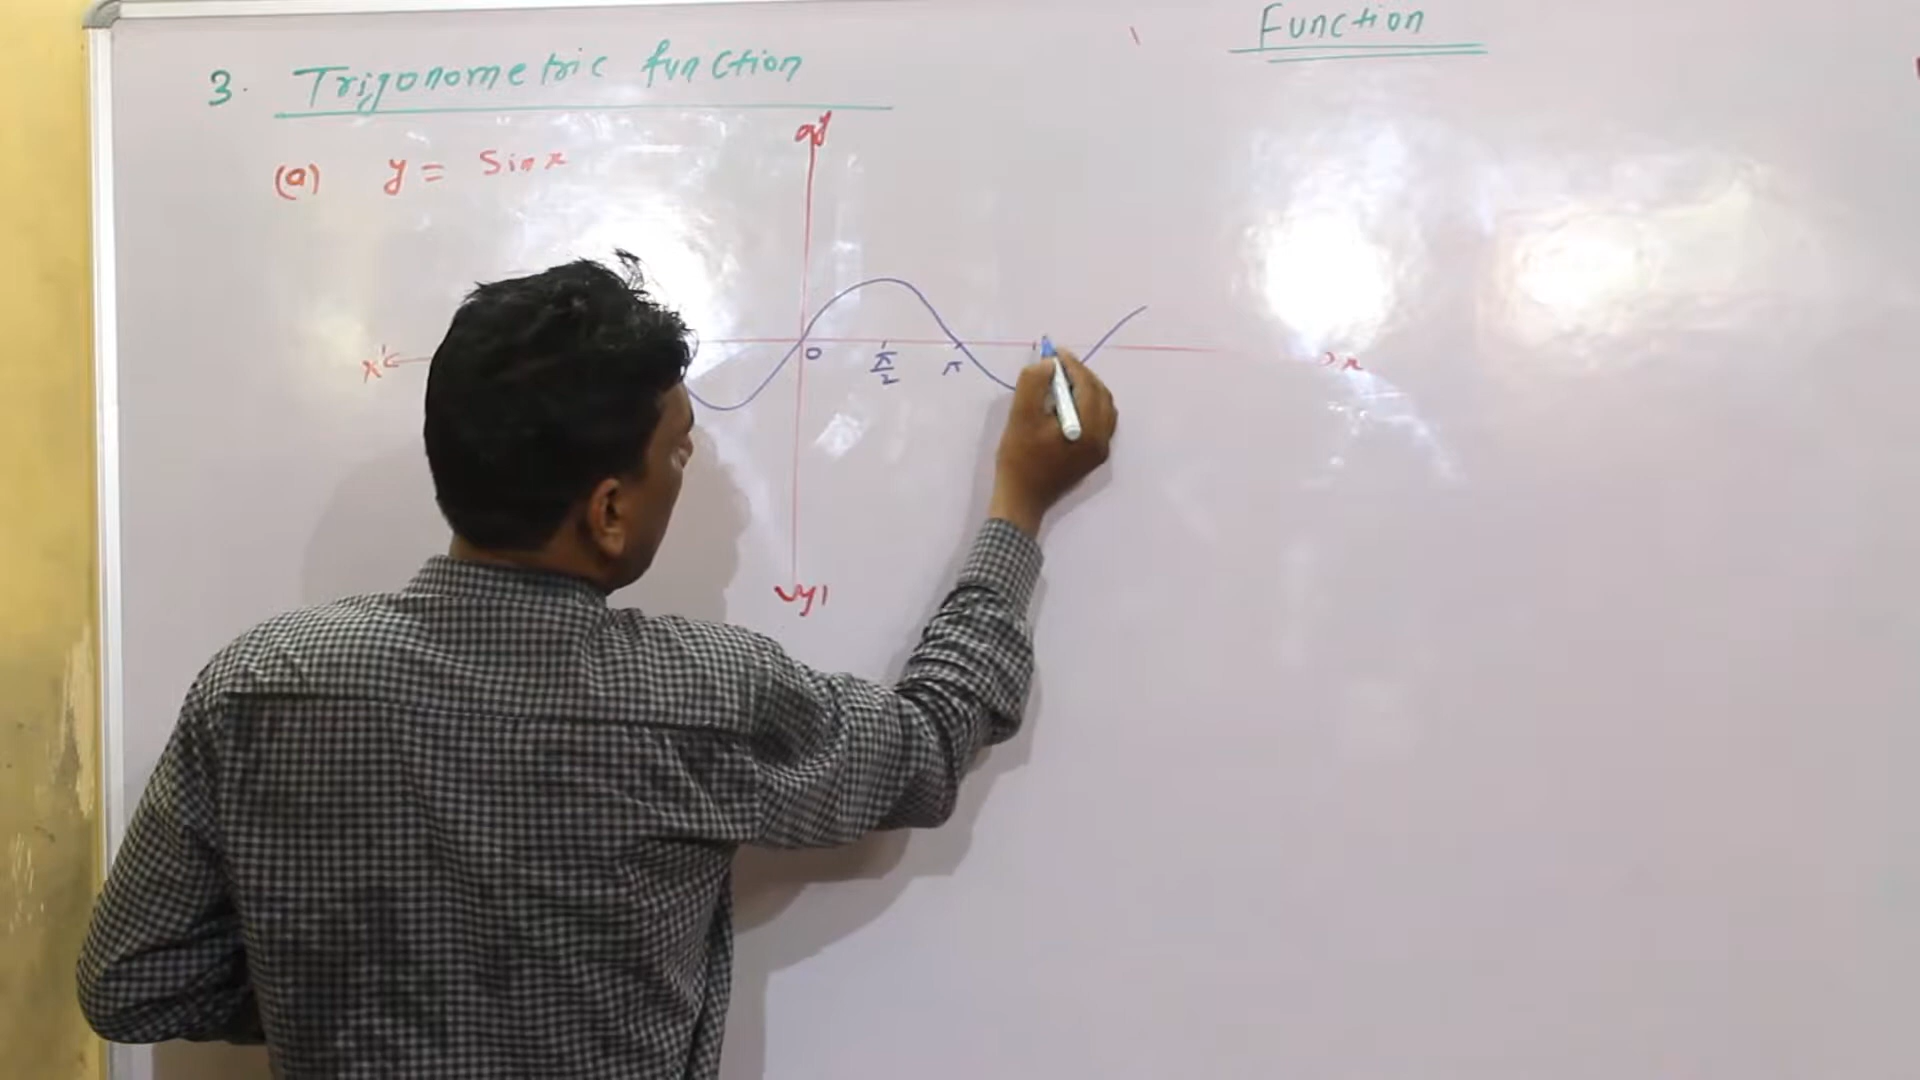 Function
3. Trigonometric function
(a) y = Sin x
y
x' 0 π/2 π x
y'